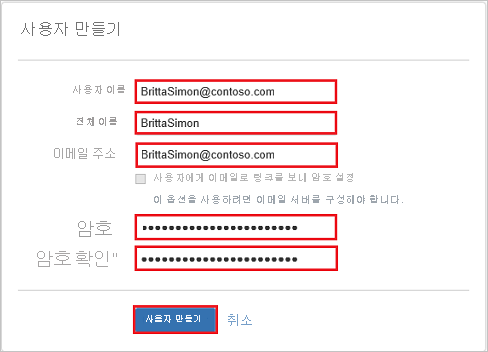 사용자 만들기
사용자 이름 BrittaSimon@contoso.com
전체 이름 BrittaSimon
이메일 주소 BrittaSimon@contoso.com
사용자에게 이메일로 링크를 보내 암호 설정
이 옵션을 사용하려면 이메일 서버를 구성해야 합니다.
암호 •••••••••••••••••••••••
암호 확인" •••••••••••••••••••••••
사용자 만들기 취소